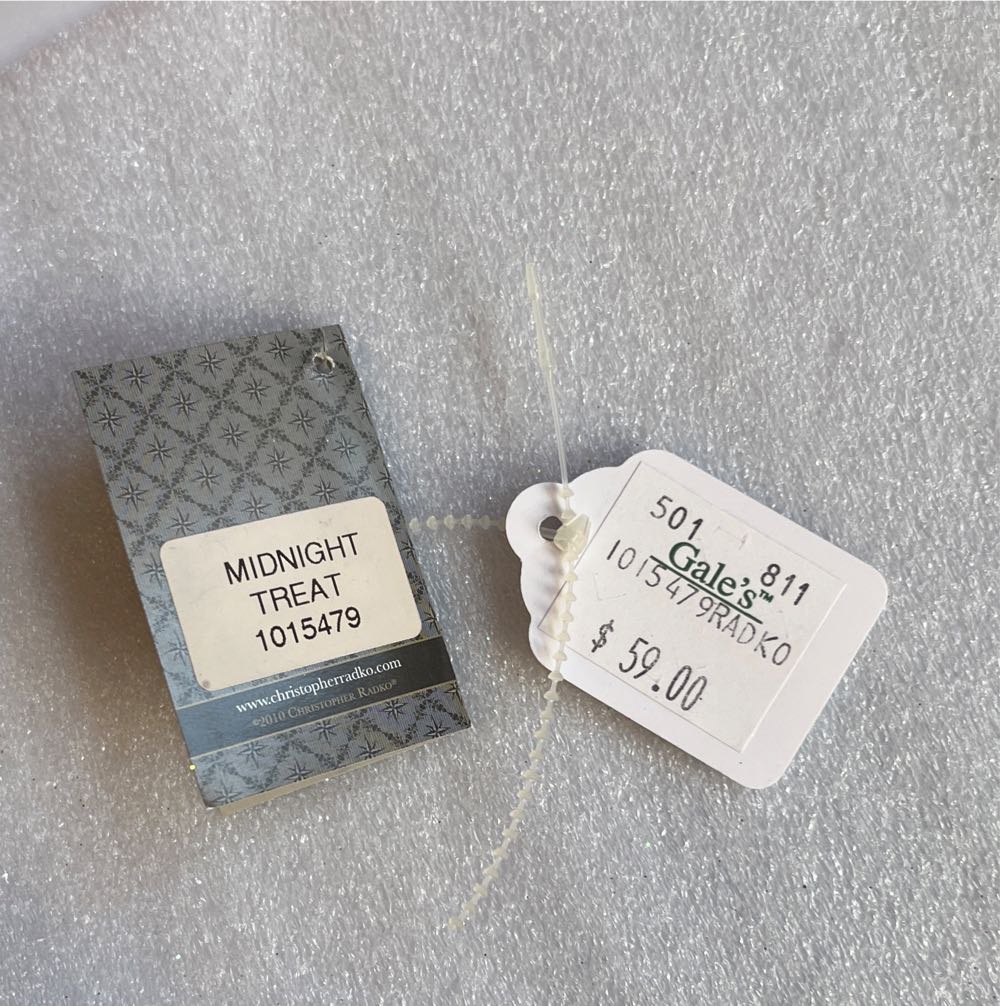 MIDNIGHT
TREAT
1015479
www.christopherradko.com
©2010 CHRISTOPHER RADKO®
501 811
Gale's™
1015479RADKO
$ 59.00